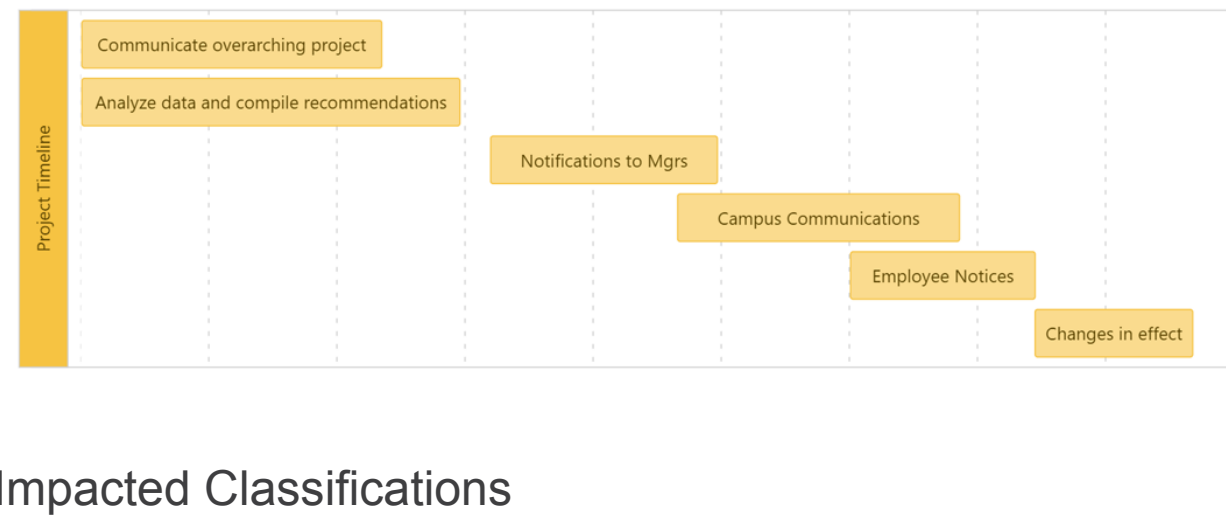 Project Timeline
Communicate overarching project
Analyze data and compile recommendations
Notifications to Mgrs
Campus Communications
Employee Notices
Changes in effect
Impacted Classifications